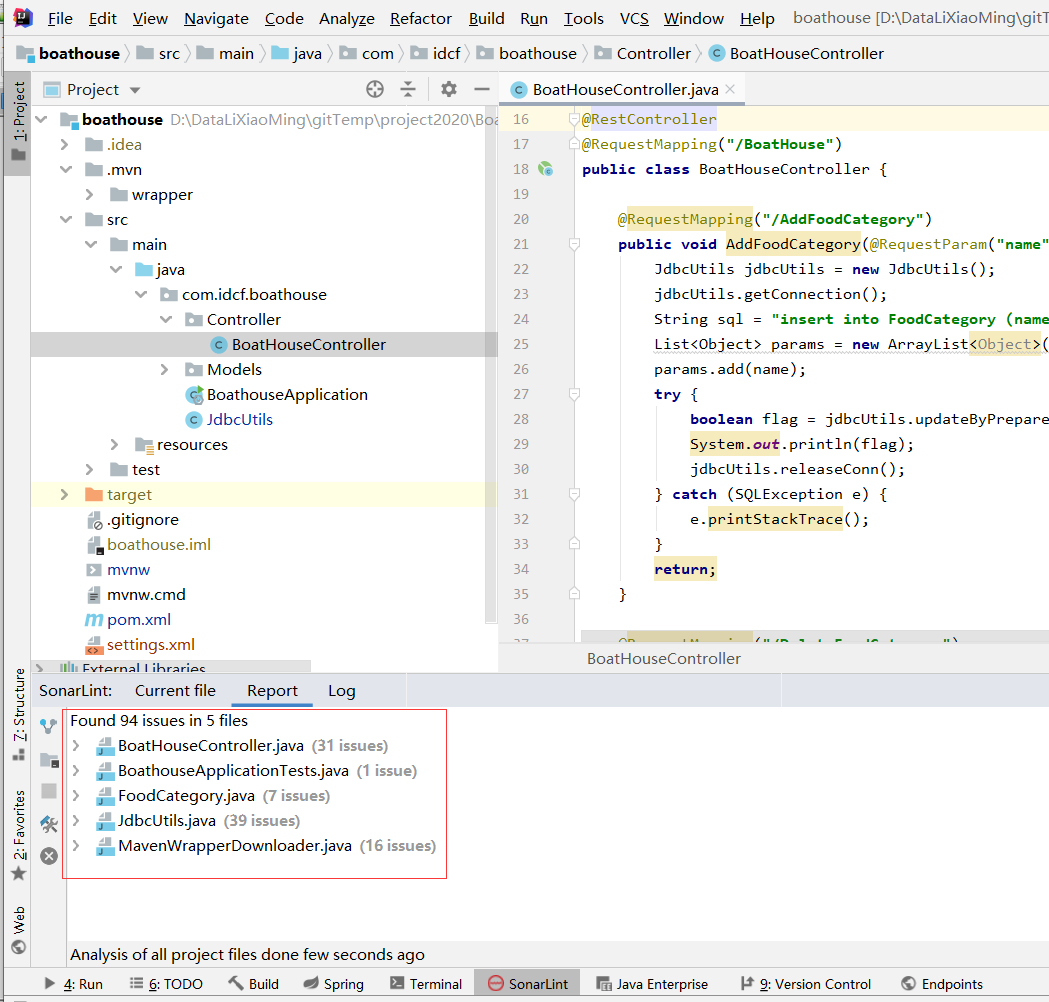 File Edit View Navigate Code Analyze Refactor Build Run Tools VCS Window Help boathouse [D:\DataLiXiaoMing\gitT
boathouse src main java com idcf boathouse Controller BoatHouseController
1: Project
Project
BoatHouseController.java
boathouse D:\DataLiXiaoMing\gitTemp\project2020\Boa
.idea
.mvn
wrapper
src
main
java
com.idcf.boathouse
Controller
BoatHouseController
Models
BoathouseApplication
JdbcUtils
resources
test
target
.gitignore
boathouse.iml
mvnw
mvnw.cmd
pom.xml
settings.xml
External Libraries
16 @RestController
17 @RequestMapping("/BoatHouse")
18 public class BoatHouseController {
19
20 @RequestMapping("/AddFoodCategory")
21 public void AddFoodCategory(@RequestParam("name"
22 JdbcUtils jdbcUtils = new JdbcUtils();
23 jdbcUtils.getConnection();
24 String sql = "insert into FoodCategory (name
25 List<Object> params = new ArrayList<Object>(
26 params.add(name);
27 try {
28 boolean flag = jdbcUtils.updateByPrepare
29 System.out.println(flag);
30 jdbcUtils.releaseConn();
31 } catch (SQLException e) {
32 e.printStackTrace();
33 }
34 return;
35 }
36
BoatHouseController
7: Structure
2: Favorites
Web
SonarLint: Current file Report Log
Found 94 issues in 5 files
BoatHouseController.java (31 issues)
BoathouseApplicationTests.java (1 issue)
FoodCategory.java (7 issues)
JdbcUtils.java (39 issues)
MavenWrapperDownloader.java (16 issues)
Analysis of all project files done few seconds ago
4: Run 6: TODO Build Spring Terminal SonarLint Java Enterprise 9: Version Control Endpoints